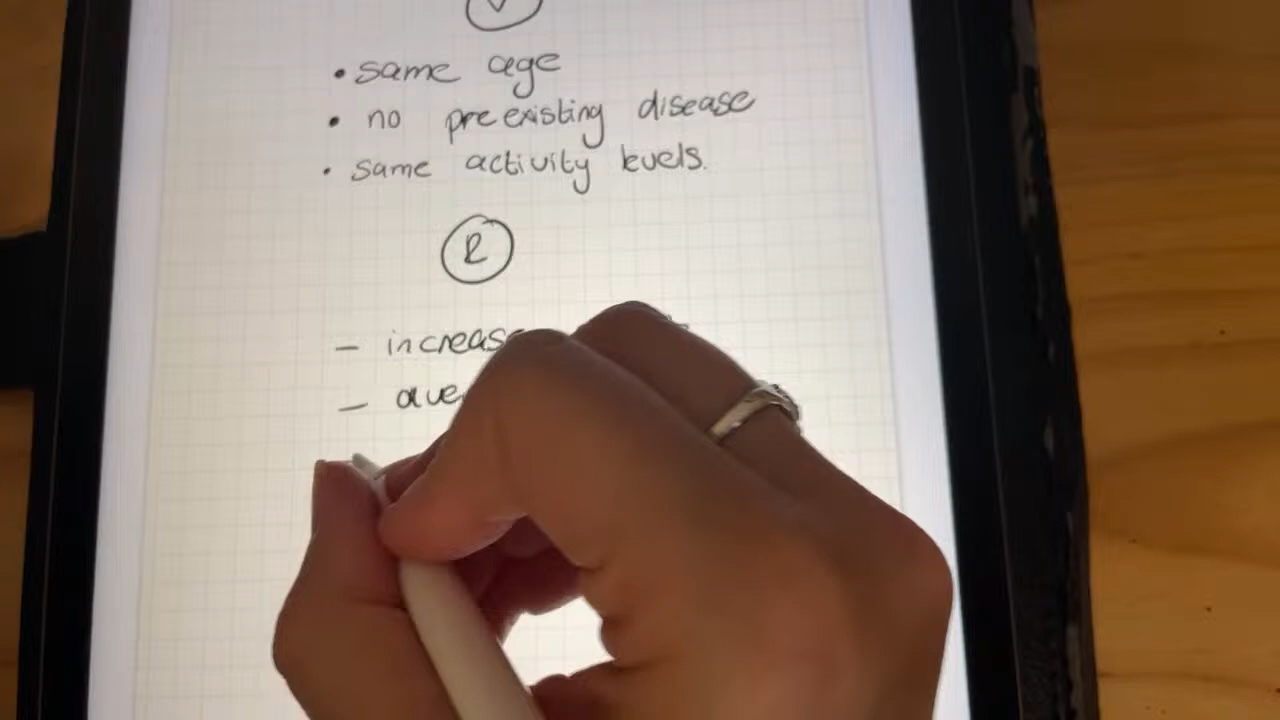 V
• same age
• no preexisting disease
• same activity levels.
R
- increase
-